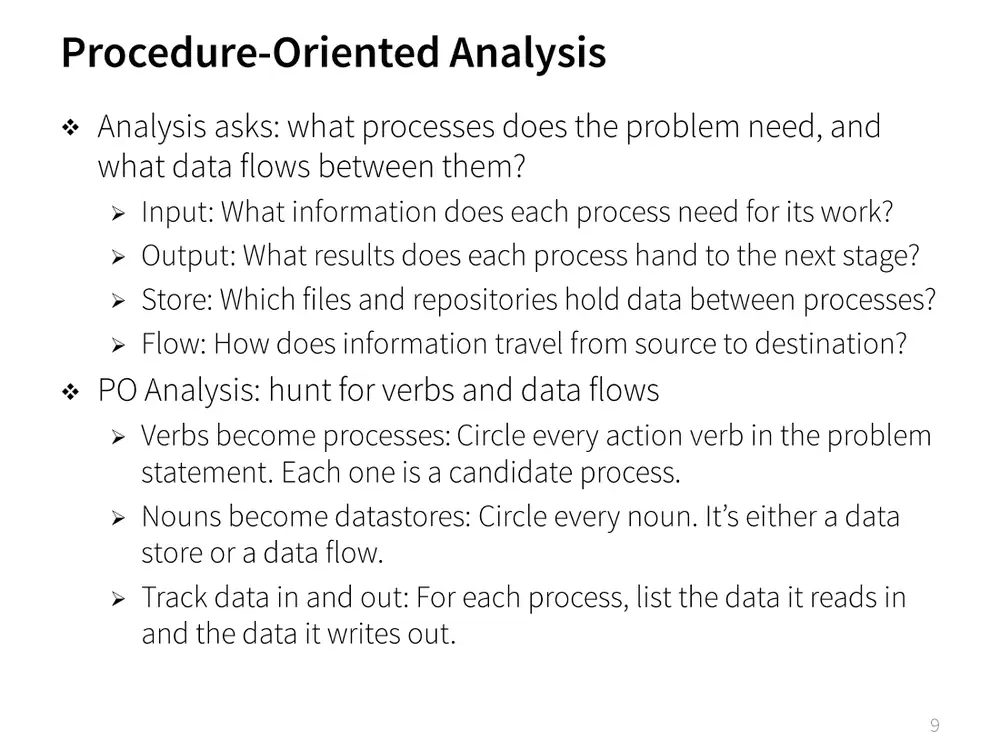 Procedure-Oriented Analysis
❖ Analysis asks: what processes does the problem need, and
what data flows between them?
➢ Input: What information does each process need for its work?
➢ Output: What results does each process hand to the next stage?
➢ Store: Which files and repositories hold data between processes?
➢ Flow: How does information travel from source to destination?
❖ PO Analysis: hunt for verbs and data flows
➢ Verbs become processes: Circle every action verb in the problem
statement. Each one is a candidate process.
➢ Nouns become datastores: Circle every noun. It’s either a data
store or a data flow.
➢ Track data in and out: For each process, list the data it reads in
and the data it writes out.
9